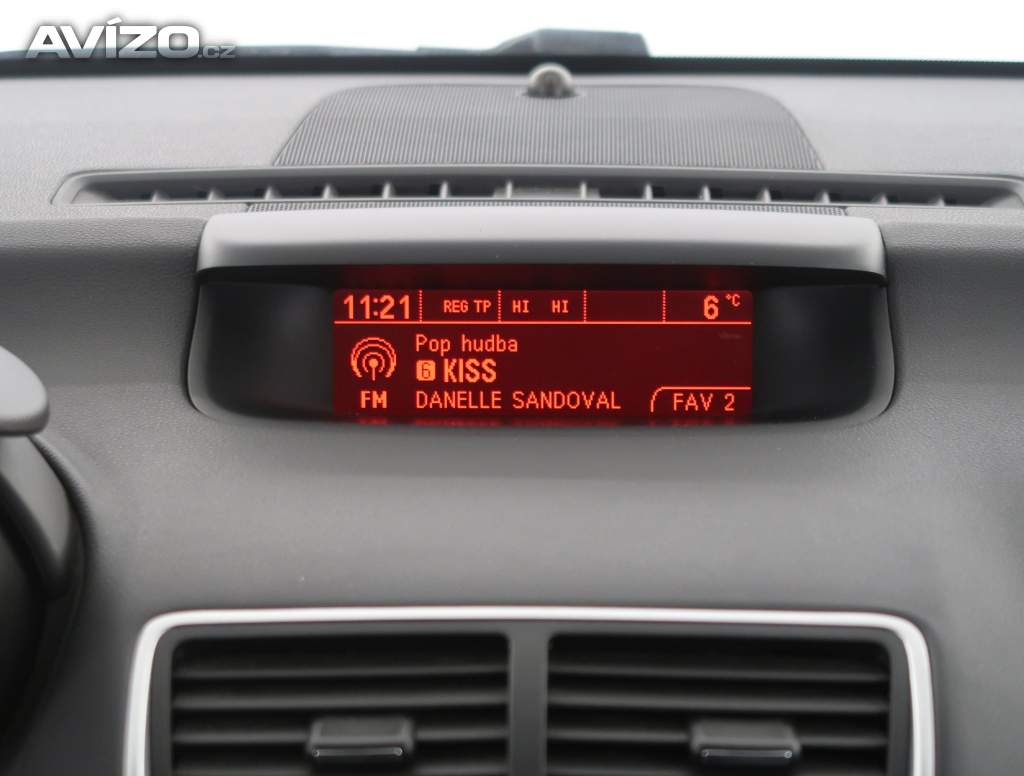 AVÍZO.cz
11:21 REG TP HI HI 6 °C
Pop hudba
6 KISS
FM DANELLE SANDOVAL FAV 2